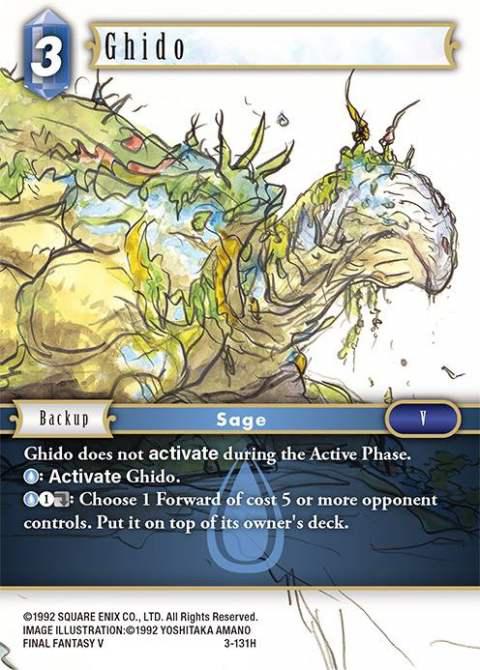 3
Ghido
Backup
Sage
V
Ghido does not activate during the Active Phase.
: Activate Ghido.
1: Choose 1 Forward of cost 5 or more opponent
controls. Put it on top of its owner's deck.
©1992 SQUARE ENIX CO., LTD. All Rights Reserved.
IMAGE ILLUSTRATION:©1992 YOSHITAKA AMANO
FINAL FANTASY V 3-131H